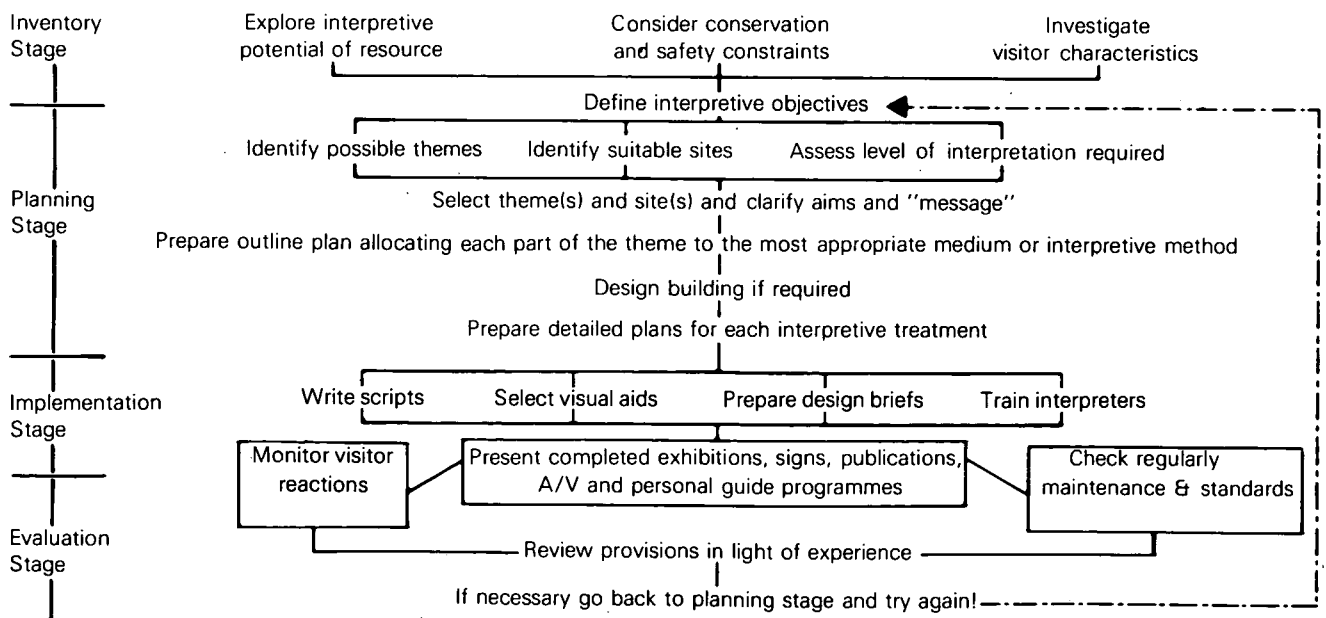 Inventory
Stage
Explore interpretive
potential of resource
Consider conservation
and safety constraints
Investigate
visitor characteristics
Define interpretive objectives
Planning
Stage
Identify possible themes
Identify suitable sites
Assess level of interpretation required
Select theme(s) and site(s) and clarify aims and "message"
Prepare outline plan allocating each part of the theme to the most appropriate medium or interpretive method
Design building if required
Prepare detailed plans for each interpretive treatment
Implementation
Stage
Write scripts
Select visual aids
Prepare design briefs
Train interpreters
Monitor visitor
reactions
Present completed exhibitions, signs, publications,
A/V and personal guide programmes
Check regularly
maintenance & standards
Evaluation
Stage
Review provisions in light of experience
If necessary go back to planning stage and try again!